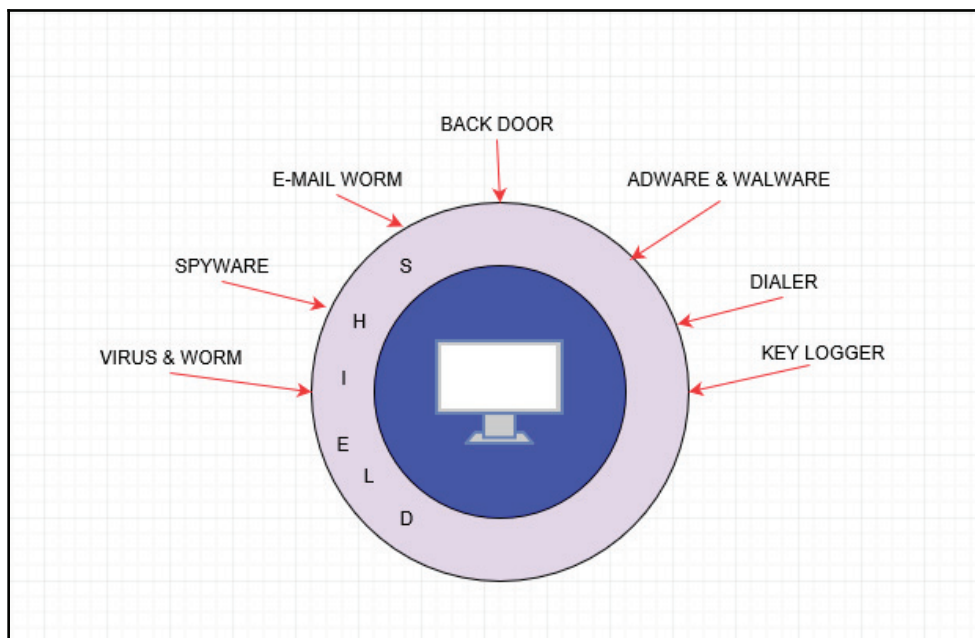 BACK DOOR
E-MAIL WORM
ADWARE & WALWARE
SPYWARE
DIALER
VIRUS & WORM
KEY LOGGER
S
H
I
E
L
D